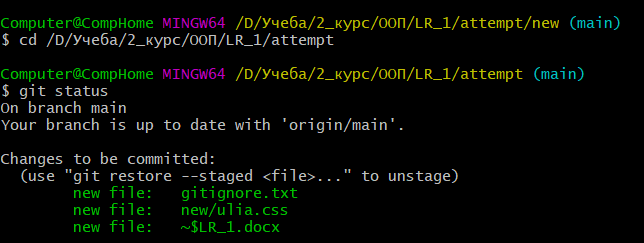 Computer@CompHome MINGW64 /D/Учеба/2_курс/ООП/LR_1/attempt/new (main)
$ cd /D/Учеба/2_курс/ООП/LR_1/attempt
Computer@CompHome MINGW64 /D/Учеба/2_курс/ООП/LR_1/attempt (main)
$ git status
On branch main
Your branch is up to date with 'origin/main'.
Changes to be committed:
  (use "git restore --staged <file>..." to unstage)
        new file:   gitignore.txt
        new file:   new/ulia.css
        new file:   ~$LR_1.docx